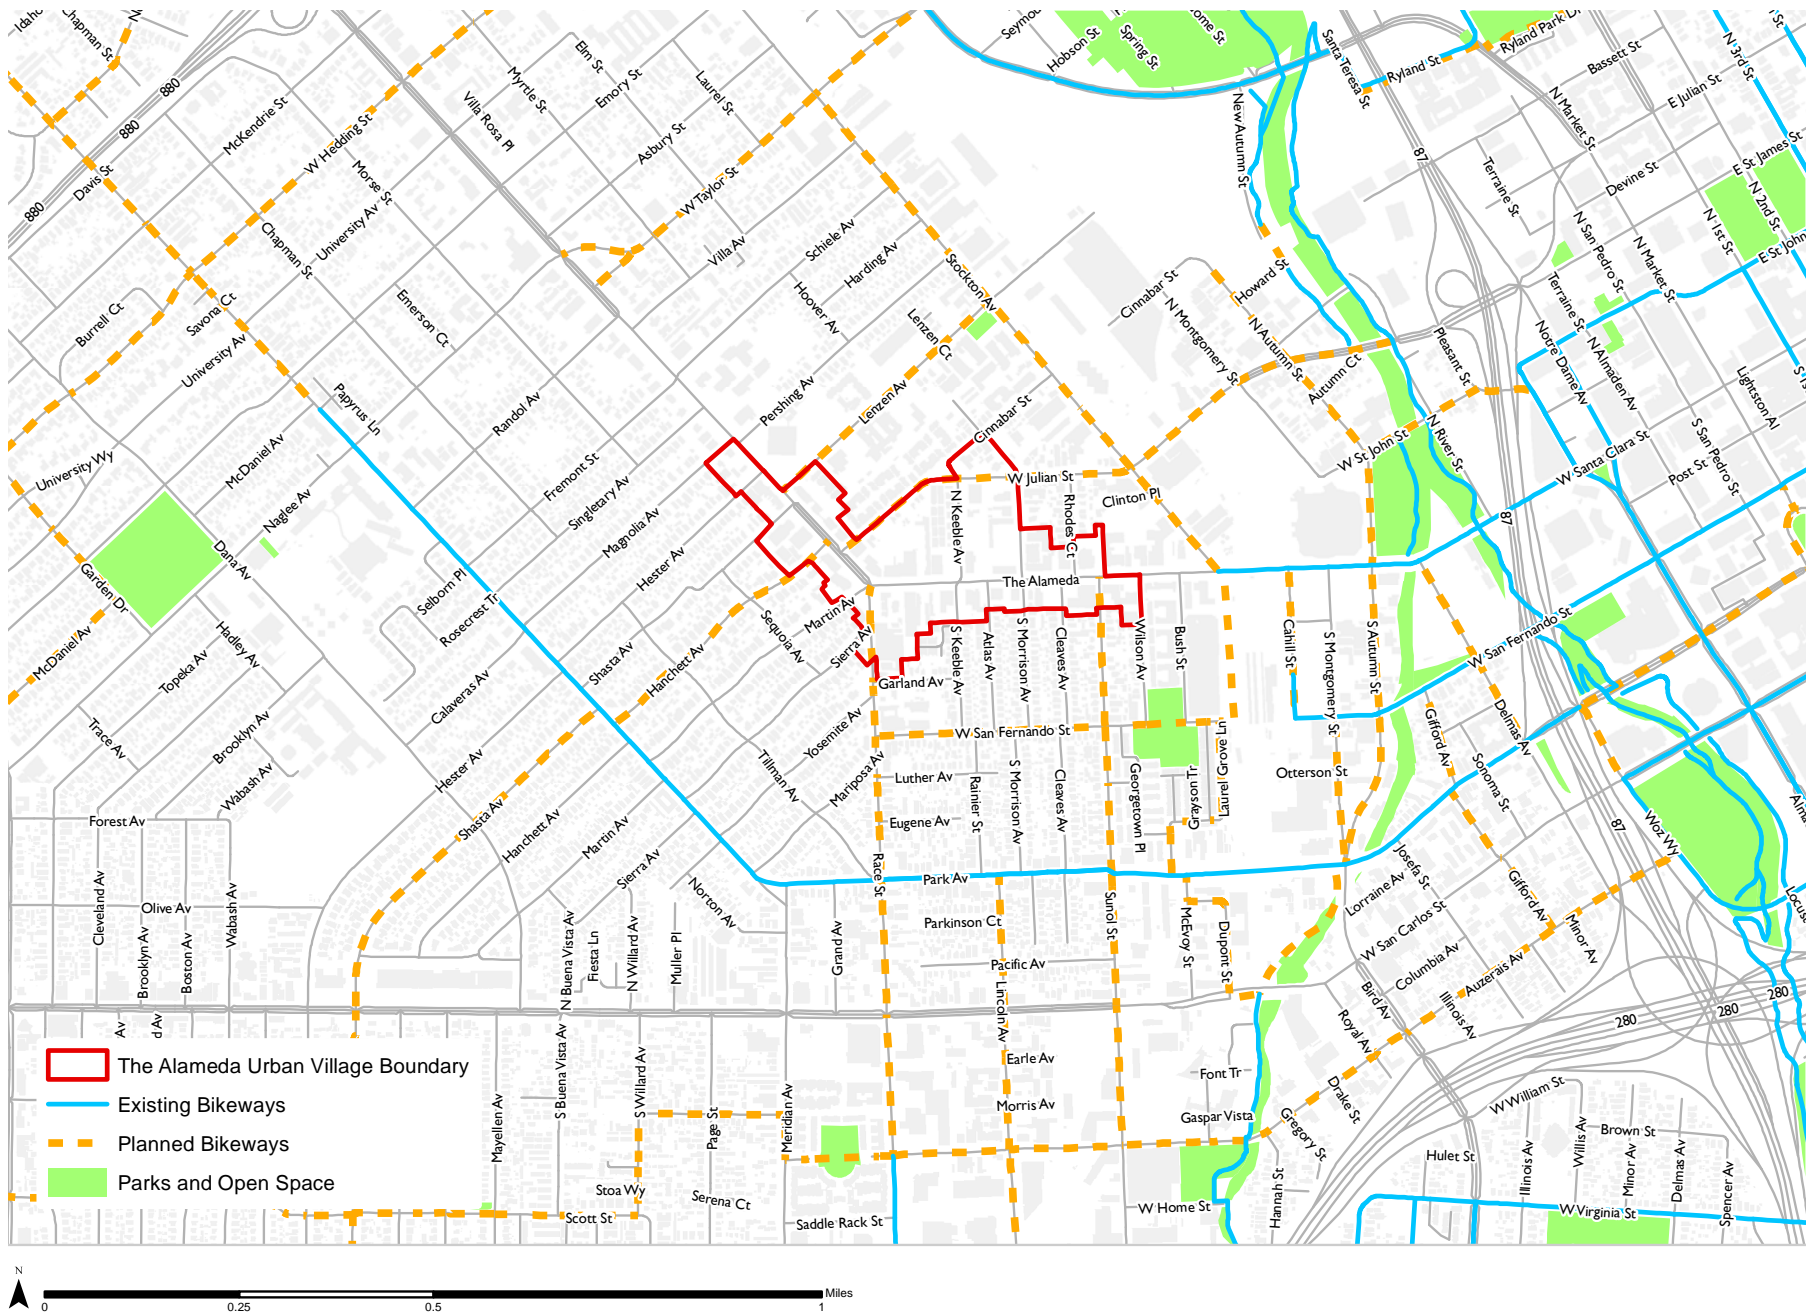 Idaho
Chapman St
880
880
880
McKendrie St
W Hedding St
Davis St
Morse St
University Av
Chapman St
Elm St
Myrtle St
Emory St
Laurel St
Villa Rosa Pl
Asbury St
W Taylor St
Villa Av
Schiele Av
Harding Av
Hoover Av
Stockton Av
Lenzen Ct
Hobson St
Spring St
New Autumn St
Santa Teresa St
Ryland St
Ryland Park Dr
Bassett St
N 3rd St
E Julian St
N Market St
87
Terraine St
Devine St
E St James St
N 2nd St
N 1st St
E St John
N San Pedro St
N Market St
Cinnabar St
N Montgomery St
Howard St
N Autumn St
Autumn Ct
Pleasant St
Terraine St
Notre Dame Av
N Almaden Av
Lightston Al
Burrell Ct
Savona Ct
University Av
Emerson Ct
Papyrus Ln
Randol Av
Pershing Av
Lenzen Av
Cinnabar St
W St John St
N River St
W Santa Clara St
S San Pedro St
Post St
University Wy
McDaniel Av
Naglee Av
Fremont St
Singletary Av
Magnolia Av
Hester Av
W Julian St
Rhodes Ct
Clinton Pl
N Keeble Av
87
Garden Dr
Dana Av
Selborn Pl
Rosecrest Tr
The Alameda
Martin Av
Sequoia Av
Sierra Av
Shasta Av
Hanchett Av
Garland Av
S Keeble Av
Atlas Av
S Morrison Av
Cleaves Av
Wilson Av
Bush St
Cahill St
S Montgomery St
S Autumn St
W San Fernando St
McDaniel Av
Hadley Av
Topeka Av
Calaveras Av
Yosemite Av
W San Fernando St
Laurel Grove Ln
Grayson Tr
Otterson St
Gifford Av
Delmas Av
Sonoma St
Trace Av
Brooklyn Av
Wabash Av
Hester Av
Tillman Av
Mariposa Av
Luther Av
Rainier St
S Morrison Av
Cleaves Av
Georgetown Pl
Forest Av
Shasta Av
Hanchett Av
Martin Av
Sierra Av
Eugene Av
87
Woz Wy
Race St
Park Av
Norton Av
Josefa St
Lorraine Av
Gifford Av
Minor Av
Cleveland Av
Olive Av
Wabash Av
Brooklyn Av
Boston Av
N Buena Vista Av
Fiesta Ln
N Willard Av
Muller Pl
Grand Av
Parkinson Ct
Pacific Av
Sunol St
McEvoy St
Dupont St
W San Carlos St
Columbia Av
Auzerais Av
Illinois Av
Bird Av
Royal Av
280
280
280
Lincoln Av
Earle Av
Morris Av
Font Tr
Gaspar Vista
Gregory St
Drake St
W William St
Brown St
Hulet St
Illinois Av
Willis Av
Minor Av
Delmas Av
Spencer Av
W Virginia St
Hannah St
W Home St
Mayellen Av
S Buena Vista Av
S Willard Av
Page St
Meridian Av
Stoa Wy
Scott St
Serena Ct
Saddle Rack St
The Alameda Urban Village Boundary
Existing Bikeways
Planned Bikeways
Parks and Open Space
N
0
0.25
0.5
1
Miles